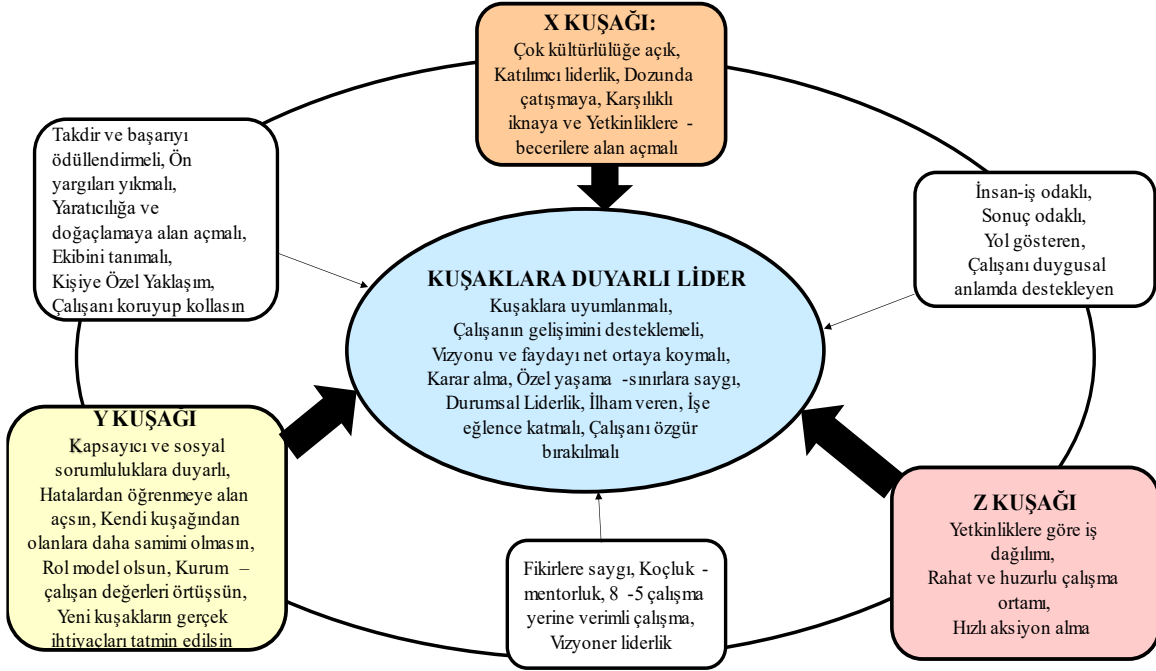 X KUŞAĞI:
Çok kültürlülüğe açık,
Katılımcı liderlik, Dozunda
çatışmaya, Karşılıklı
iknaya ve Yetkinliklere -
becerilere alan açmalı
Takdir ve başarıyı
ödüllendirmeli, Ön
yargıları yıkmalı,
Yaratıcılığa ve
doğaçlamaya alan açmalı,
Ekibini tanımalı,
Kişiye Özel Yaklaşım,
Çalışanı koruyup kollasın
İnsan-iş odaklı,
Sonuç odaklı,
Yol gösteren,
Çalışanı duygusal
anlamda destekleyen
KUŞAKLARA DUYARLI LİDER
Kuşaklara uyumlanmalı,
Çalışanın gelişimini desteklemeli,
Vizyonu ve faydayı net ortaya koymalı,
Karar alma, Özel yaşama -sınırlara saygı,
Durumsal Liderlik, İlham veren, İşe
eğlence katmalı, Çalışanı özgür
bırakılmalı
Y KUŞAĞI
Kapsayıcı ve sosyal
sorumluluklara duyarlı,
Hatalardan öğrenmeye alan
açsın, Kendi kuşağından
olanlara daha samimi olmasın,
Rol model olsun, Kurum –
çalışan değerleri örtüşsün,
Yeni kuşakların gerçek
ihtiyaçları tatmin edilsin
Fikirlere saygı, Koçluk -
mentorluk, 8 -5 çalışma
yerine verimli çalışma,
Vizyoner liderlik
Z KUŞAĞI
Yetkinliklere göre iş
dağılımı,
Rahat ve huzurlu çalışma
ortamı,
Hızlı aksiyon alma